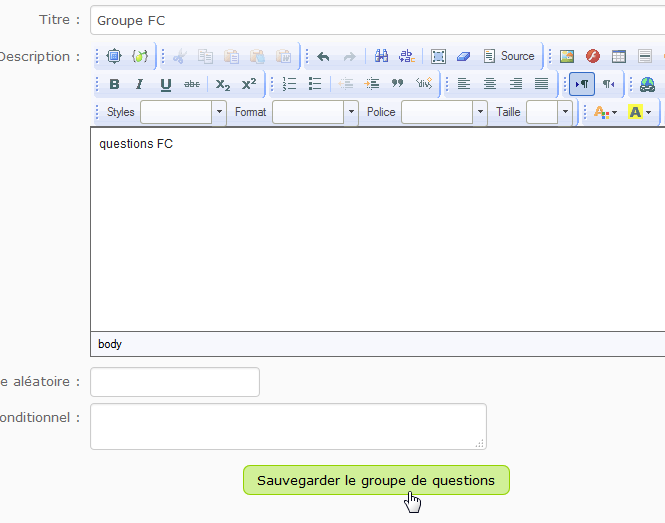 Titre : Groupe FC
Description :
Source
B I U abc X₂ X²
Styles Format Police Taille A A
questions FC
body
e aléatoire :
onditionnel :
Sauvegarder le groupe de questions